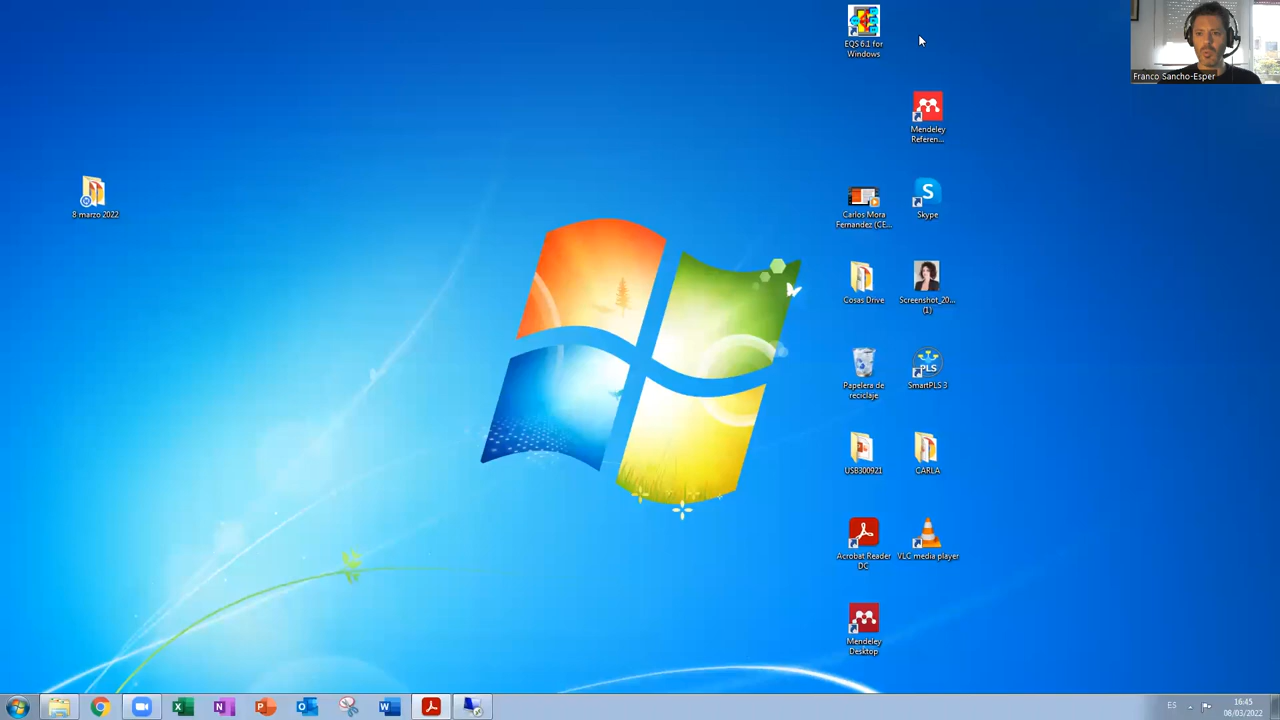 EQS 6.1 for
Windows
Franco Sancho-Esper
Mendeley
Referen...
8 marzo 2022
Carlos Mora
Fernandez (CE...
Skype
Cosas Drive
Screenshot_20...
(1)
Papelera de
reciclaje
SmartPLS 3
USB300921
CARLA
Acrobat Reader
DC
VLC media player
Mendeley
Desktop
ES
16:45
08/03/2022